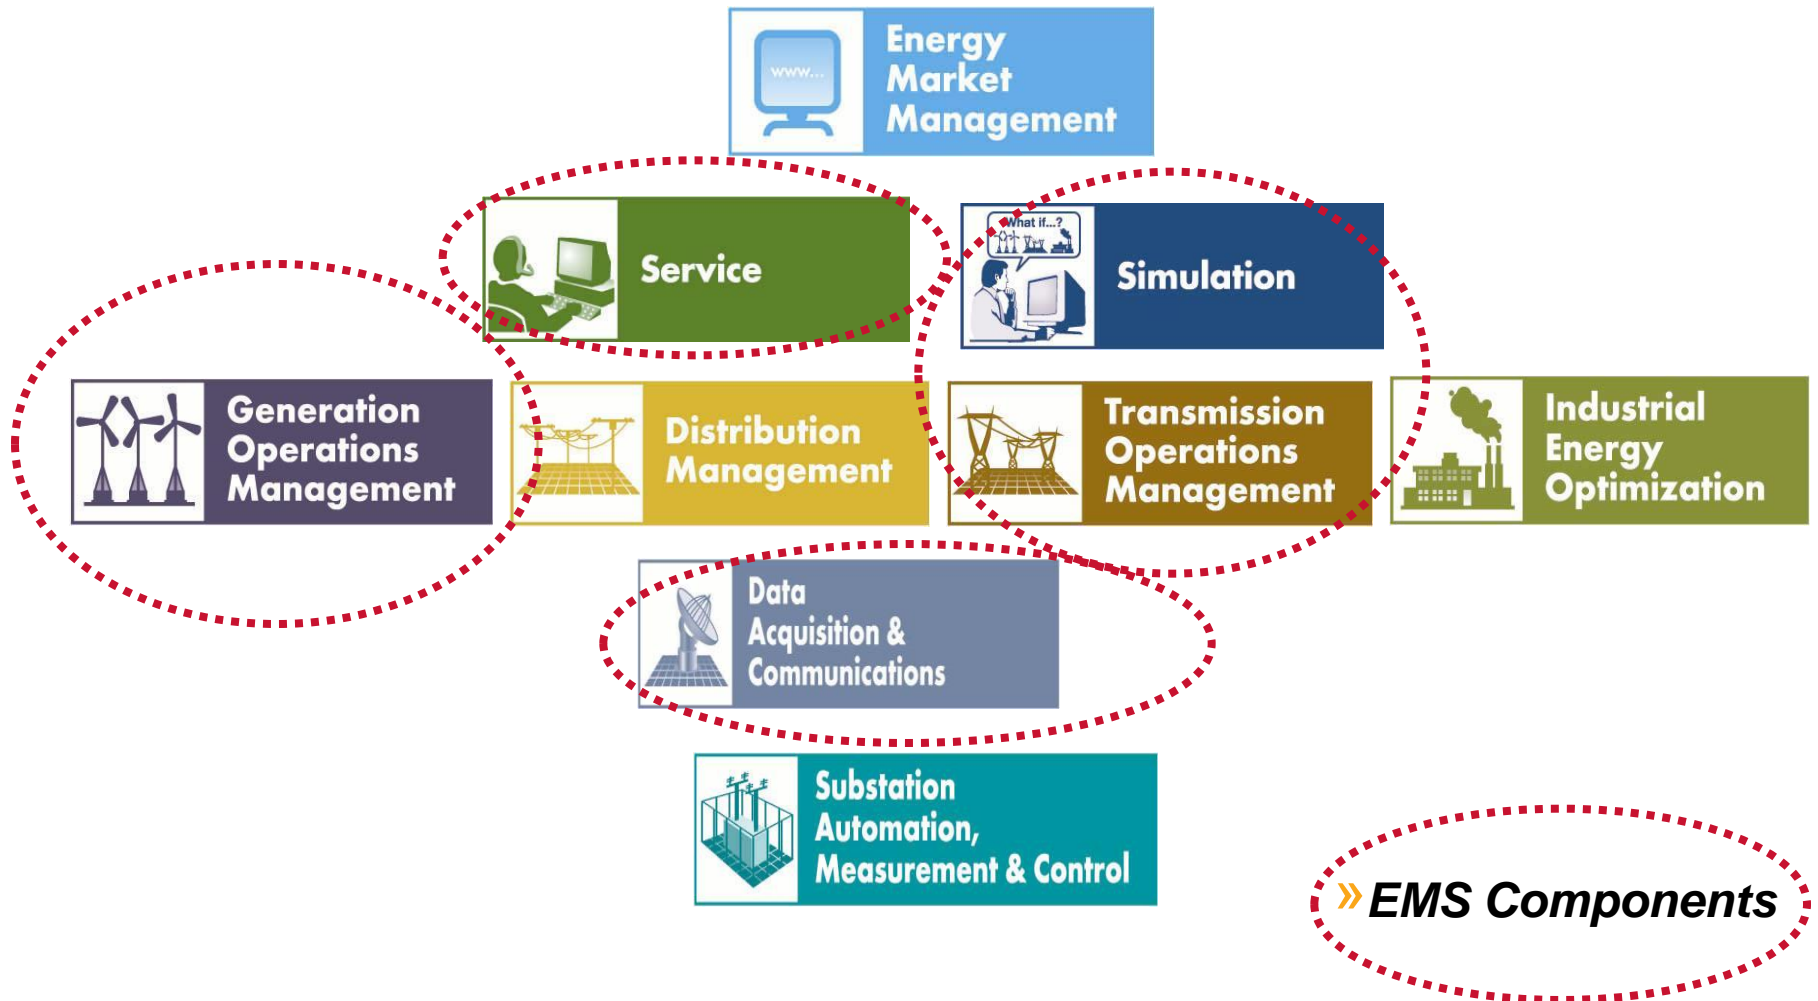 www...
Energy
Market
Management
Service
What if...?
Simulation
Generation
Operations
Management
Distribution
Management
Transmission
Operations
Management
Industrial
Energy
Optimization
Data
Acquisition &
Communications
Substation
Automation,
Measurement & Control
»EMS Components